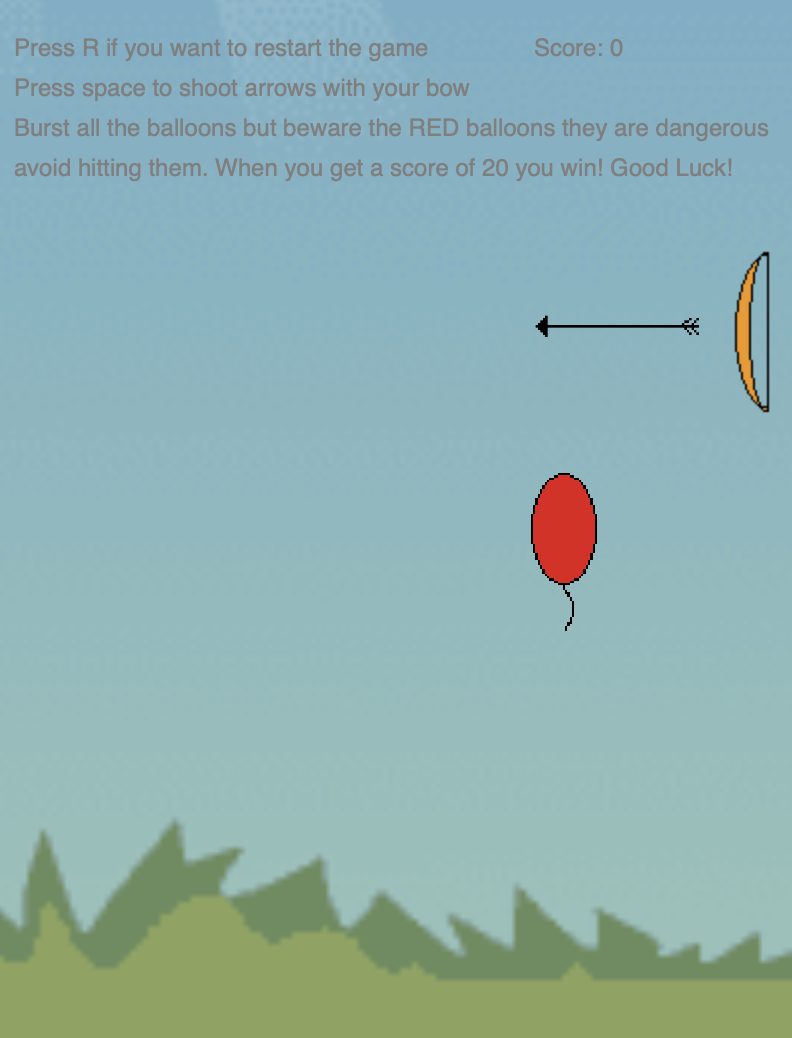 Press R if you want to restart the game Score: 0
Press space to shoot arrows with your bow
Burst all the balloons but beware the RED balloons they are dangerous
avoid hitting them. When you get a score of 20 you win! Good Luck!